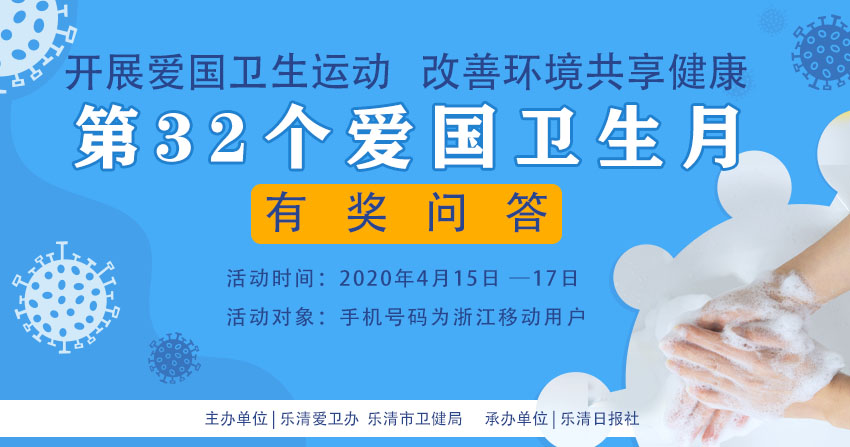 开展爱国卫生运动 改善环境共享健康
第32个爱国卫生月
有奖问答
活动时间：2020年4月15日 —17日
活动对象：手机号码为浙江移动用户
主办单位|乐清爱卫办 乐清市卫健局 承办单位|乐清日报社